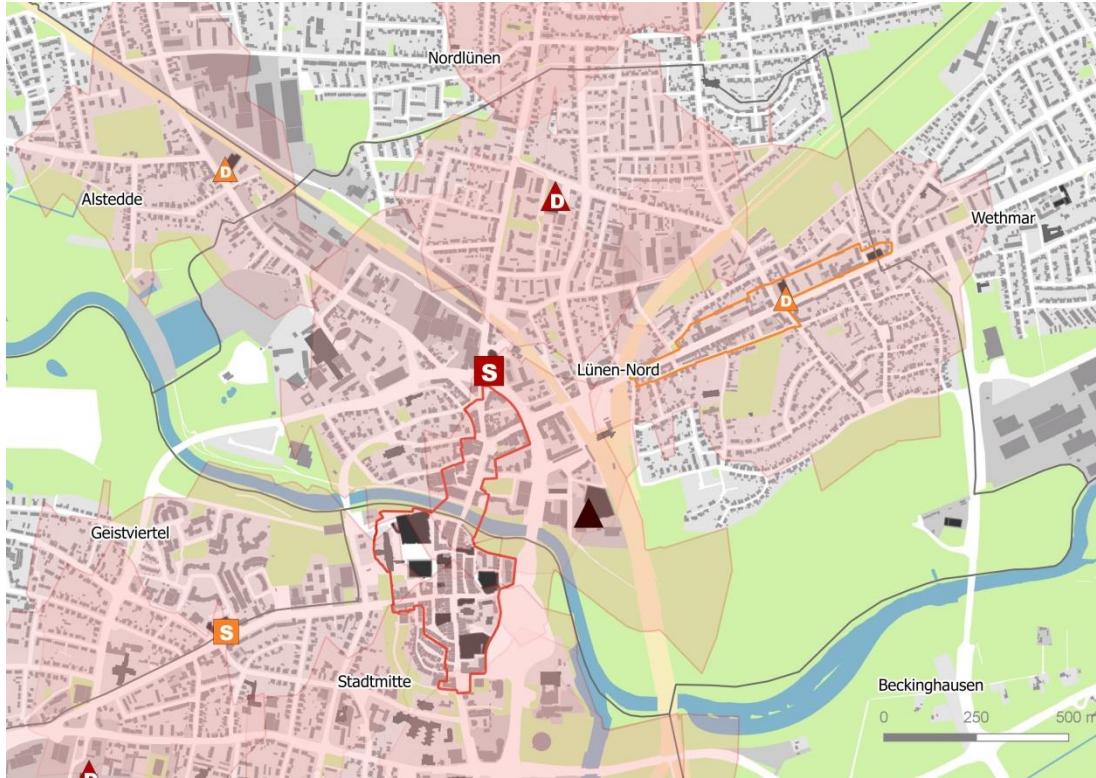 Nordlünen
D
Alstedde
D
Wethmar
D
S
Lünen-Nord
Geistviertel
S
Stadtmitte
Beckinghausen
0 250 500 m
D